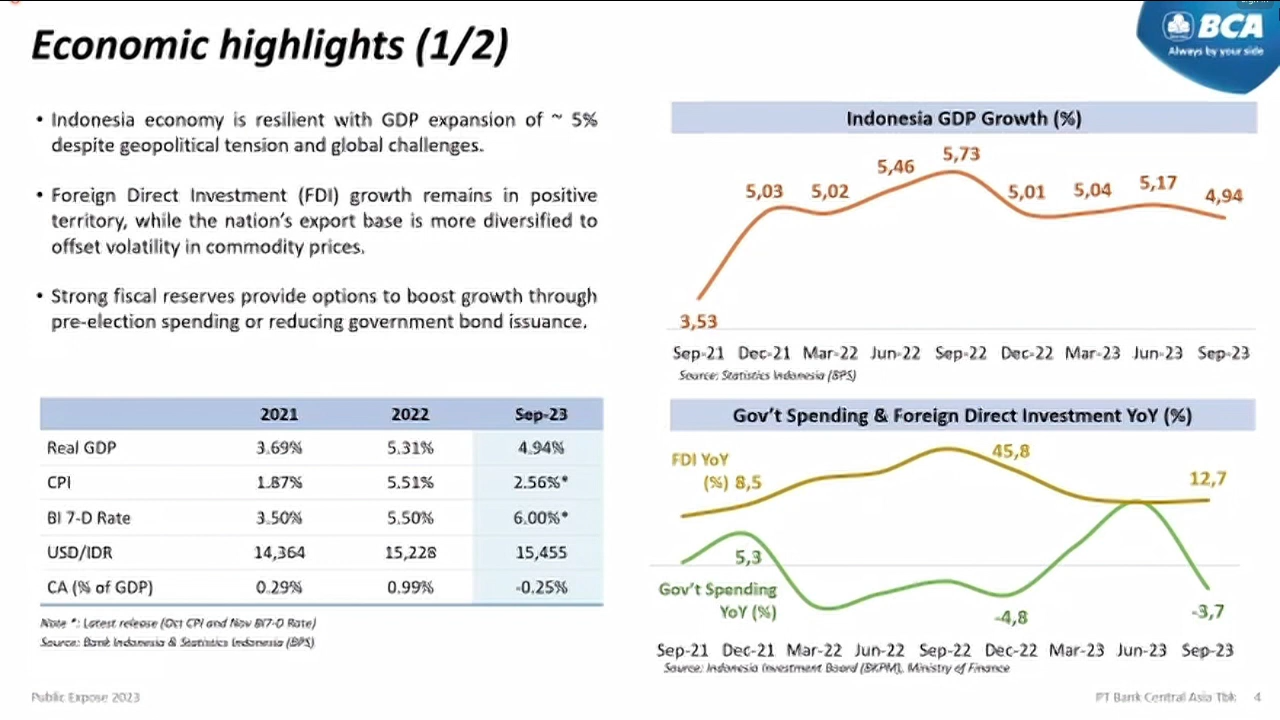 Economic highlights (1/2)
BCA
Always by your side
• Indonesia economy is resilient with GDP expansion of ~ 5%
despite geopolitical tension and global challenges.
• Foreign Direct Investment (FDI) growth remains in positive
territory, while the nation's export base is more diversified to
offset volatility in commodity prices.
• Strong fiscal reserves provide options to boost growth through
pre-election spending or reducing government bond issuance.
2021 2022 Sep-23
Real GDP 3.69% 5.31% 4.94%
CPI 1.87% 5.51% 2.56%*
BI 7-D Rate 3.50% 5.50% 6.00%*
USD/IDR 14,364 15,228 15,455
CA (% of GDP) 0.29% 0.99% -0.25%
Note *: Latest release (Oct CPI and Nov BI7-D Rate)
Source: Bank Indonesia & Statistics Indonesia (BPS)
Indonesia GDP Growth (%)
3,53 5,03 5,02 5,46 5,73 5,01 5,04 5,17 4,94
Sep-21 Dec-21 Mar-22 Jun-22 Sep-22 Dec-22 Mar-23 Jun-23 Sep-23
Source: Statistics Indonesia (BPS)
Gov't Spending & Foreign Direct Investment YoY (%)
FDI YoY
(%) 8,5 45,8 12,7
5,3
Gov't Spending
YoY (%) -4,8 -3,7
Sep-21 Dec-21 Mar-22 Jun-22 Sep-22 Dec-22 Mar-23 Jun-23 Sep-23
Source: Indonesia Investment Board (BKPM), Ministry of Finance
Public Expose 2023
PT Bank Central Asia Tbk 4